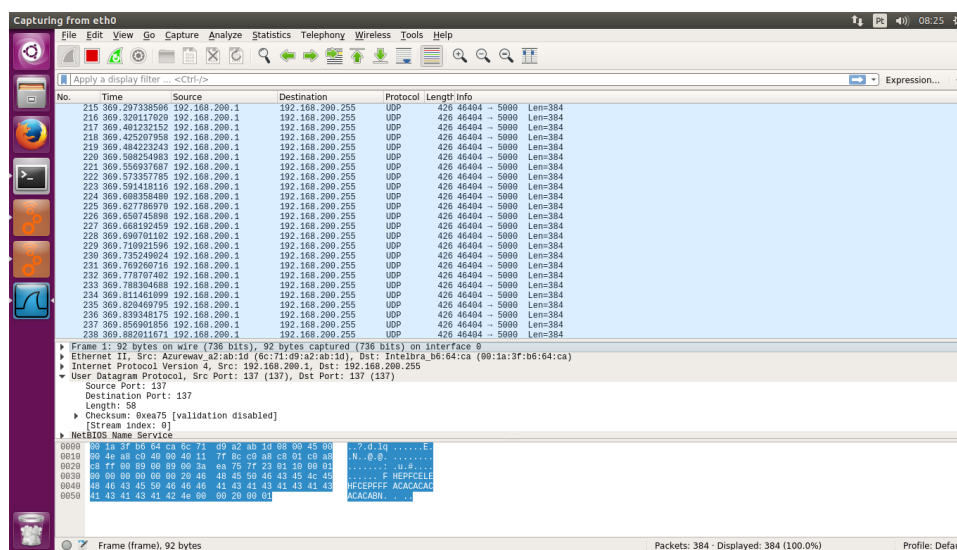 Capturing from eth0
Pt 08:25
File Edit View Go Capture Analyze Statistics Telephony Wireless Tools Help
Apply a display filter ... <Ctrl-/> Expression...
No. Time Source Destination Protocol Length Info
215 369.297338506 192.168.200.1 192.168.200.255 UDP 426 46404 → 5000 Len=384
216 369.320117020 192.168.200.1 192.168.200.255 UDP 426 46404 → 5000 Len=384
217 369.401232152 192.168.200.1 192.168.200.255 UDP 426 46404 → 5000 Len=384
218 369.425207958 192.168.200.1 192.168.200.255 UDP 426 46404 → 5000 Len=384
219 369.484223243 192.168.200.1 192.168.200.255 UDP 426 46404 → 5000 Len=384
220 369.508254983 192.168.200.1 192.168.200.255 UDP 426 46404 → 5000 Len=384
221 369.556937687 192.168.200.1 192.168.200.255 UDP 426 46404 → 5000 Len=384
222 369.573357785 192.168.200.1 192.168.200.255 UDP 426 46404 → 5000 Len=384
223 369.591418116 192.168.200.1 192.168.200.255 UDP 426 46404 → 5000 Len=384
224 369.608358480 192.168.200.1 192.168.200.255 UDP 426 46404 → 5000 Len=384
225 369.627786970 192.168.200.1 192.168.200.255 UDP 426 46404 → 5000 Len=384
226 369.650745898 192.168.200.1 192.168.200.255 UDP 426 46404 → 5000 Len=384
227 369.668192459 192.168.200.1 192.168.200.255 UDP 426 46404 → 5000 Len=384
228 369.690701102 192.168.200.1 192.168.200.255 UDP 426 46404 → 5000 Len=384
229 369.710921596 192.168.200.1 192.168.200.255 UDP 426 46404 → 5000 Len=384
230 369.735249024 192.168.200.1 192.168.200.255 UDP 426 46404 → 5000 Len=384
231 369.769260716 192.168.200.1 192.168.200.255 UDP 426 46404 → 5000 Len=384
232 369.778707402 192.168.200.1 192.168.200.255 UDP 426 46404 → 5000 Len=384
233 369.788304688 192.168.200.1 192.168.200.255 UDP 426 46404 → 5000 Len=384
234 369.811461099 192.168.200.1 192.168.200.255 UDP 426 46404 → 5000 Len=384
235 369.820469795 192.168.200.1 192.168.200.255 UDP 426 46404 → 5000 Len=384
236 369.839348175 192.168.200.1 192.168.200.255 UDP 426 46404 → 5000 Len=384
237 369.856901856 192.168.200.1 192.168.200.255 UDP 426 46404 → 5000 Len=384
238 369.882011671 192.168.200.1 192.168.200.255 UDP 426 46404 → 5000 Len=384
Frame 1: 92 bytes on wire (736 bits), 92 bytes captured (736 bits) on interface 0
Ethernet II, Src: Azurewav_a2:ab:1d (6c:71:d9:a2:ab:1d), Dst: Intelbra_b6:64:ca (00:1a:3f:b6:64:ca)
Internet Protocol Version 4, Src: 192.168.200.1, Dst: 192.168.200.255
User Datagram Protocol, Src Port: 137 (137), Dst Port: 137 (137)
Source Port: 137
Destination Port: 137
Length: 58
Checksum: 0xea75 [validation disabled]
[Stream index: 0]
NetBIOS Name Service
0000 00 1a 3f b6 64 ca 6c 71 d9 a2 ab 1d 08 00 45 00 ..?.d.lq ......E.
0010 00 4e a8 c0 40 00 40 11 7f 8c c0 a8 c8 01 c0 a8 .N..@.@. ........
0020 c8 ff 00 89 00 89 00 3a ea 75 7f 23 01 10 00 01 .......: .u.#....
0030 00 00 00 00 00 00 20 46 48 45 50 46 43 45 4c 45 ...... F HEPFCELE
0040 48 46 43 45 50 46 46 46 41 43 41 43 41 43 41 43 HFCEPFFF ACACACAC
0050 41 43 41 43 41 42 4e 00 00 20 00 01 ACACABN. . ..
Frame (frame), 92 bytes Packets: 384 · Displayed: 384 (100.0%) Profile: Defau